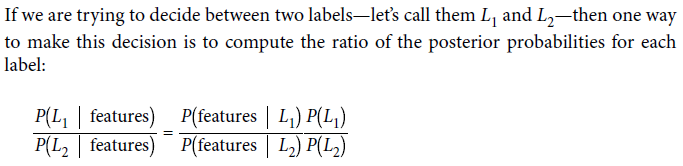 If we are trying to decide between two labels—let's call them L₁ and L₂—then one way
to make this decision is to compute the ratio of the posterior probabilities for each
label:
P(L₁ | features) / P(L₂ | features) = P(features | L₁) P(L₁) / P(features | L₂) P(L₂)